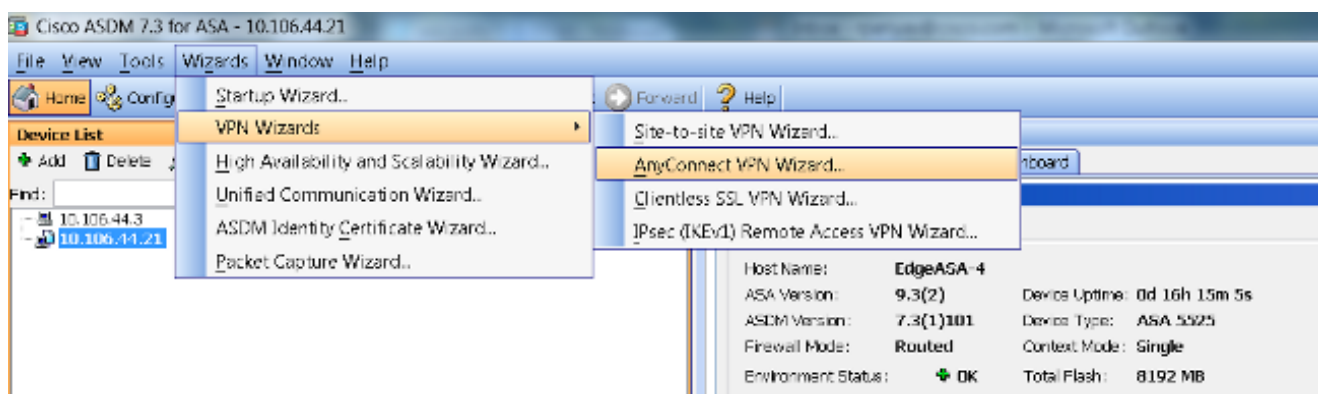 Cisco ASDM 7.3 for ASA - 10.106.44.21
File View Tools Wizards Window Help
Home Configu
Forward Help
Startup Wizard...
VPN Wizards
High Availability and Scalability Wizard...
Unified Communication Wizard...
ASDM Identity Certificate Wizard...
Packet Capture Wizard...
Site-to-site VPN Wizard...
AnyConnect VPN Wizard...
Clientless SSL VPN Wizard...
IPsec (IKEv1) Remote Access VPN Wizard...
Device List
Add Delete
Find:
10.106.44.3
10.106.44.21
hboard
Host Name: EdgeASA-4
ASA Version: 9.3(2) Device Uptime: 0d 16h 15m 5s
ASDM Version: 7.3(1)101 Device Type: ASA 5525
Firewall Mode: Routed Context Mode: Single
Environment Status: OK Total Flash: 8192 MB